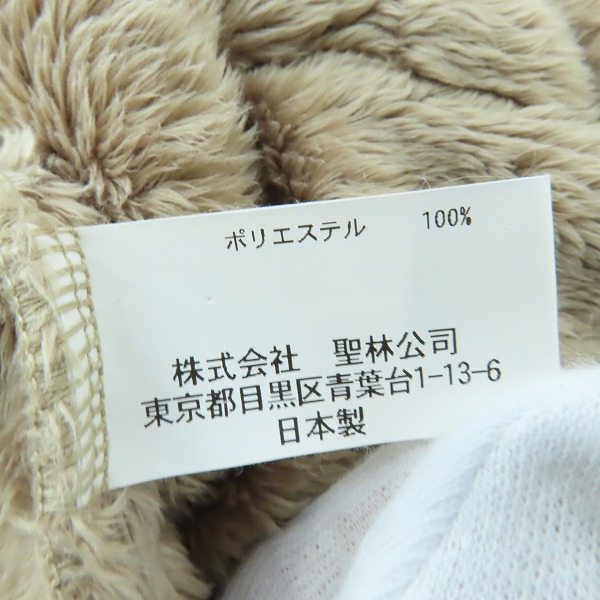 ポリエステル 100%
株式会社 聖林公司
東京都目黒区青葉台1-13-6
日本製